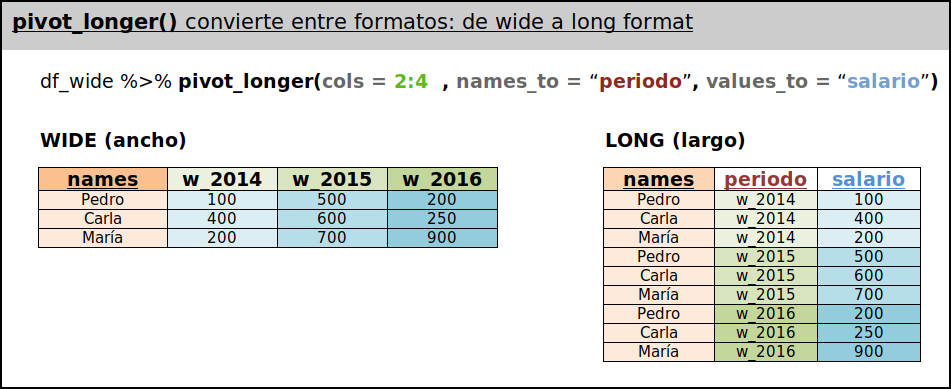 pivot_longer() convierte entre formatos: de wide a long format
df_wide %>% pivot_longer(cols = 2:4 , names_to = “periodo”, values_to = “salario”)
WIDE (ancho)
names w_2014 w_2015 w_2016
Pedro 100 500 200
Carla 400 600 250
María 200 700 900
LONG (largo)
names periodo salario
Pedro w_2014 100
Carla w_2014 400
María w_2014 200
Pedro w_2015 500
Carla w_2015 600
María w_2015 700
Pedro w_2016 200
Carla w_2016 250
María w_2016 900